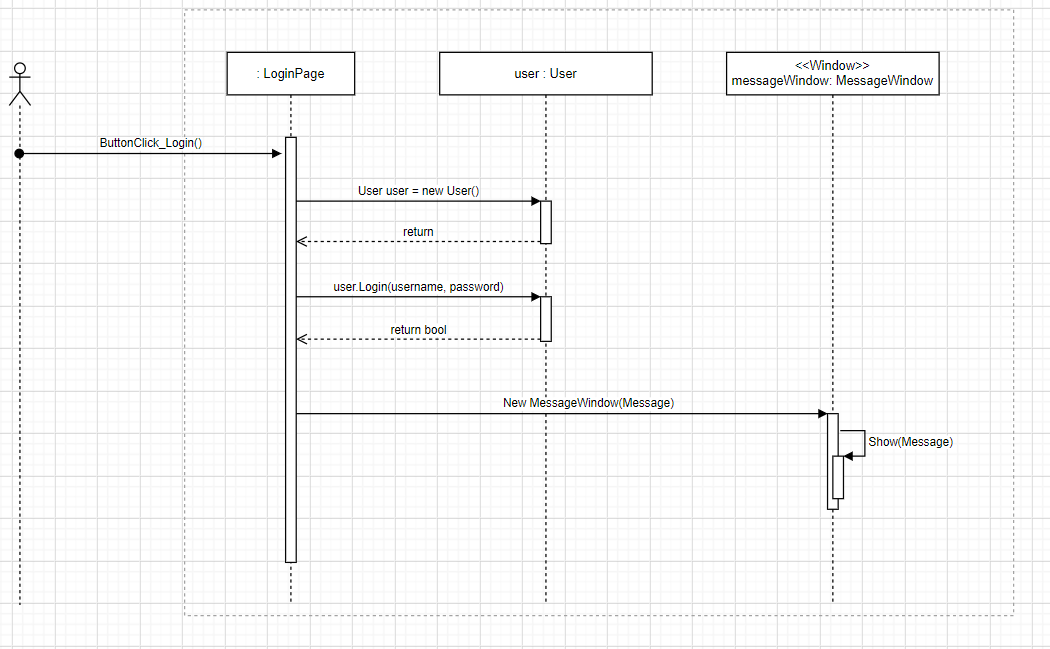 : LoginPage
user : User
<<Window>>
messageWindow: MessageWindow
ButtonClick_Login()
User user = new User()
return
user.Login(username, password)
return bool
New MessageWindow(Message)
Show(Message)